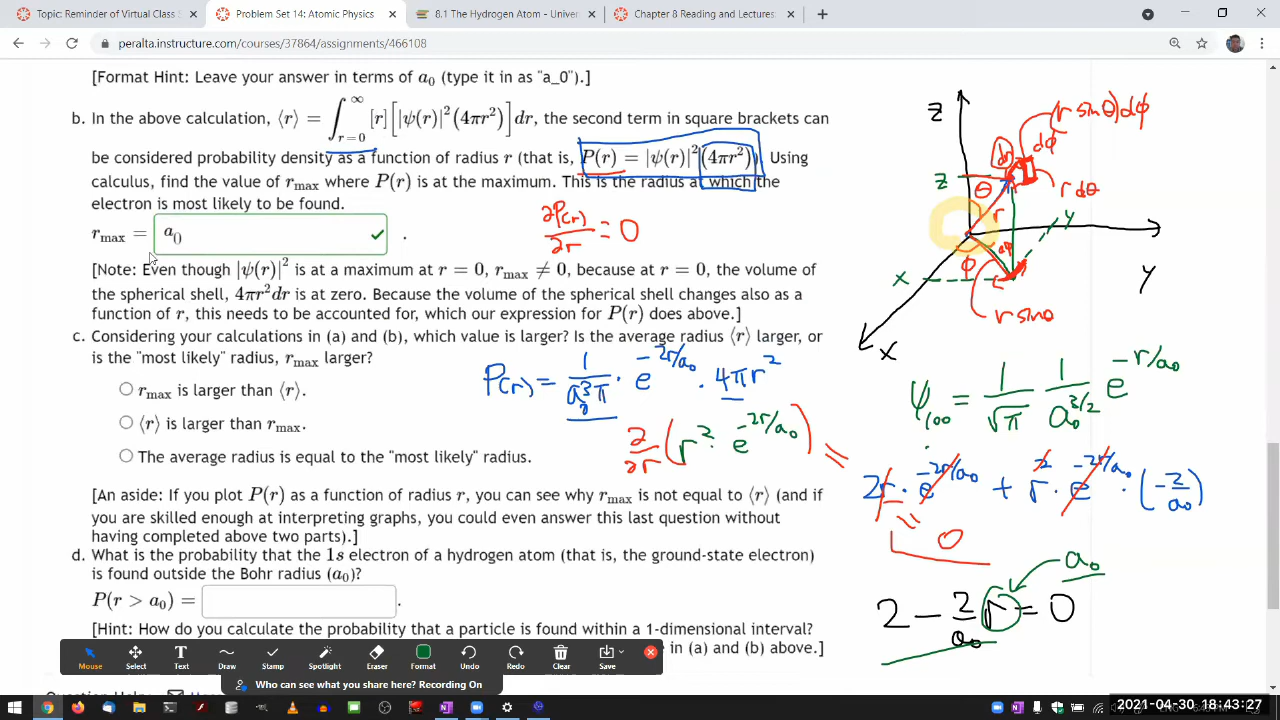 Reminder of Virtual Class S
Problem Set 14: Atomic Physics
8.1 The Hydrogen Atom - Univer
Chapter 8 Reading and Lectures:
peralta.instructure.com/courses/37864/assignments/466108
[Format Hint: Leave your answer in terms of a₀ (type it in as "a_0").]
b. In the above calculation, ⟨r⟩ = ∫_{r=0}^{∞} [r] [|ψ(r)|² (4πr²)] dr, the second term in square brackets can
be considered probability density as a function of radius r (that is, P(r) = |ψ(r)|² (4πr²)). Using
calculus, find the value of r_max where P(r) is at the maximum. This is the radius at which the
electron is most likely to be found.
r_max = a₀ .
[Note: Even though |ψ(r)|² is at a maximum at r = 0, r_max ≠ 0, because at r = 0, the volume of
the spherical shell, 4πr²dr is at zero. Because the volume of the spherical shell changes also as a
function of r, this needs to be accounted for, which our expression for P(r) does above.]
c. Considering your calculations in (a) and (b), which value is larger? Is the average radius ⟨r⟩ larger, or
is the "most likely" radius, r_max larger?
r_max is larger than ⟨r⟩.
⟨r⟩ is larger than r_max.
The average radius is equal to the "most likely" radius.
[An aside: If you plot P(r) as a function of radius r, you can see why r_max is not equal to ⟨r⟩ (and if
you are skilled enough at interpreting graphs, you could even answer this last question without
having completed above two parts).]
d. What is the probability that the 1s electron of a hydrogen atom (that is, the ground-state electron)
is found outside the Bohr radius (a₀)?
P(r > a₀) = .
[Hint: How do you calculate the probability that a particle is found within a 1-dimensional interval?
e in (a) and (b) above.]
∂P(r)/∂r = 0
P(r) = 1/(a₀³π) · e^{-2r/a₀} · 4πr²
∂/∂r (r² · e^{-2r/a₀}) =
z
r sinθ) dφ
dr
dφ
z
θ
r dθ
r
y
dφ
φ
x
r sinθ
y
x
ψ₁₀₀ = 1/√π 1/a₀^{3/2} e^{-r/a₀}
2r · e^{-2r/a₀} + r² · e^{-2r/a₀} · (-2/a₀)
= 0
a₀
2 - 2/a₀ r = 0
Mouse
Select
Text
Draw
Stamp
Spotlight
Eraser
Format
Undo
Redo
Clear
Save
Who can see what you share here? Recording On
2021-04-30 18:43:27